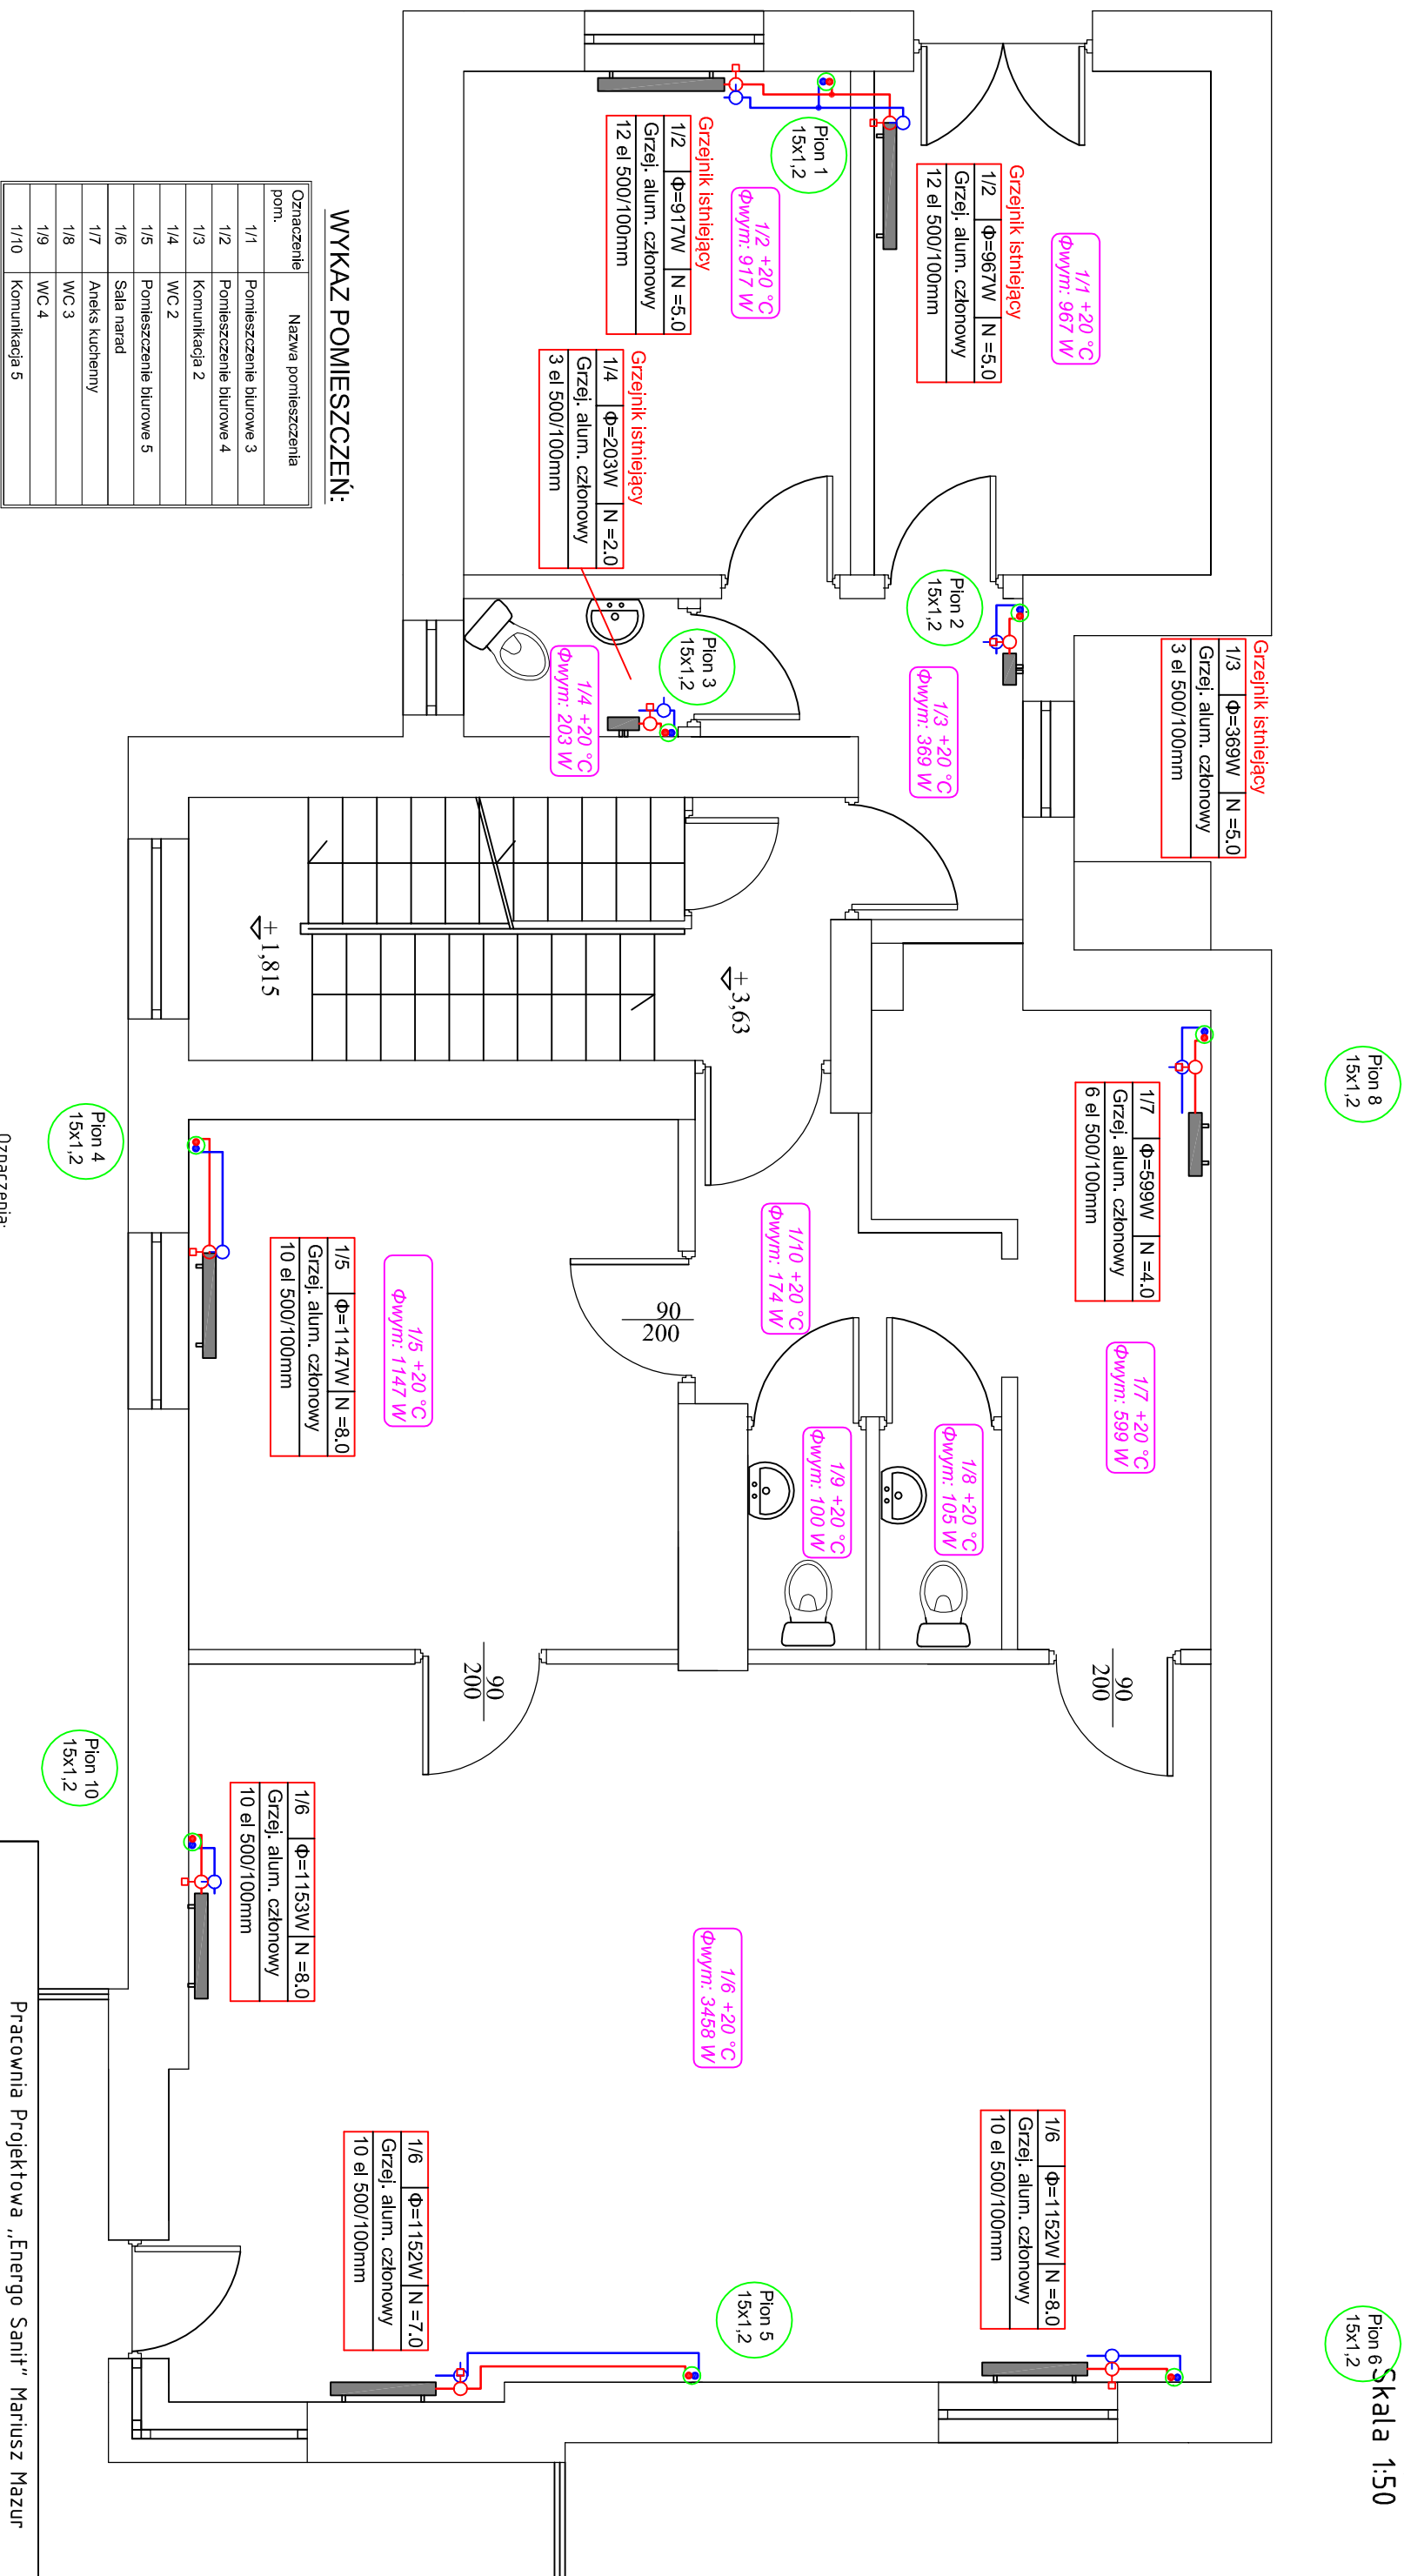 Skala 1:50
Pion 8
15x1,2
Pion 6
15x1,2
Grzejnik istniejący
1/3 Φ=369W N =5.0
Grzej. alum. członowy
3 el 500/100mm
Grzejnik istniejący
1/2 Φ=967W N =5.0
Grzej. alum. członowy
12 el 500/100mm
1/1 +20 °C
Φwym: 967 W
Pion 1
15x1,2
Grzejnik istniejący
1/2 Φ=917W N =5.0
Grzej. alum. członowy
12 el 500/100mm
1/2 +20 °C
Φwym: 917 W
Grzejnik istniejący
1/4 Φ=203W N =2.0
Grzej. alum. członowy
3 el 500/100mm
Pion 2
15x1,2
Pion 3
15x1,2
1/3 +20 °C
Φwym: 369 W
1/4 +20 °C
Φwym: 203 W
+ 3,63
+ 1,815
1/7 Φ=599W N =4.0
Grzej. alum. członowy
6 el 500/100mm
1/7 +20 °C
Φwym: 599 W
1/10 +20 °C
Φwym: 174 W
1/8 +20 °C
Φwym: 105 W
1/9 +20 °C
Φwym: 100 W
90
200
90
200
90
200
1/5 +20 °C
Φwym: 1147 W
1/5 Φ=1147W N =8.0
Grzej. alum. członowy
10 el 500/100mm
Pion 4
15x1,2
Pion 10
15x1,2
1/6 Φ=1153W N =8.0
Grzej. alum. członowy
10 el 500/100mm
1/6 +20 °C
Φwym: 3458 W
1/6 Φ=1152W N =8.0
Grzej. alum. członowy
10 el 500/100mm
Pion 5
15x1,2
1/6 Φ=1152W N =7.0
Grzej. alum. członowy
10 el 500/100mm
WYKAZ POMIESZCZEŃ:
Oznaczenie pom. Nazwa pomieszczenia
1/1 Pomieszczenie biurowe 3
1/2 Pomieszczenie biurowe 4
1/3 Komunikacja 2
1/4 WC 2
1/5 Pomieszczenie biurowe 5
1/6 Sala narad
1/7 Aneks kuchenny
1/8 WC 3
1/9 WC 4
1/10 Komunikacja 5
Oznaczenia:
Pracownia Projektowa ,,Energo Sanit" Mariusz Mazur